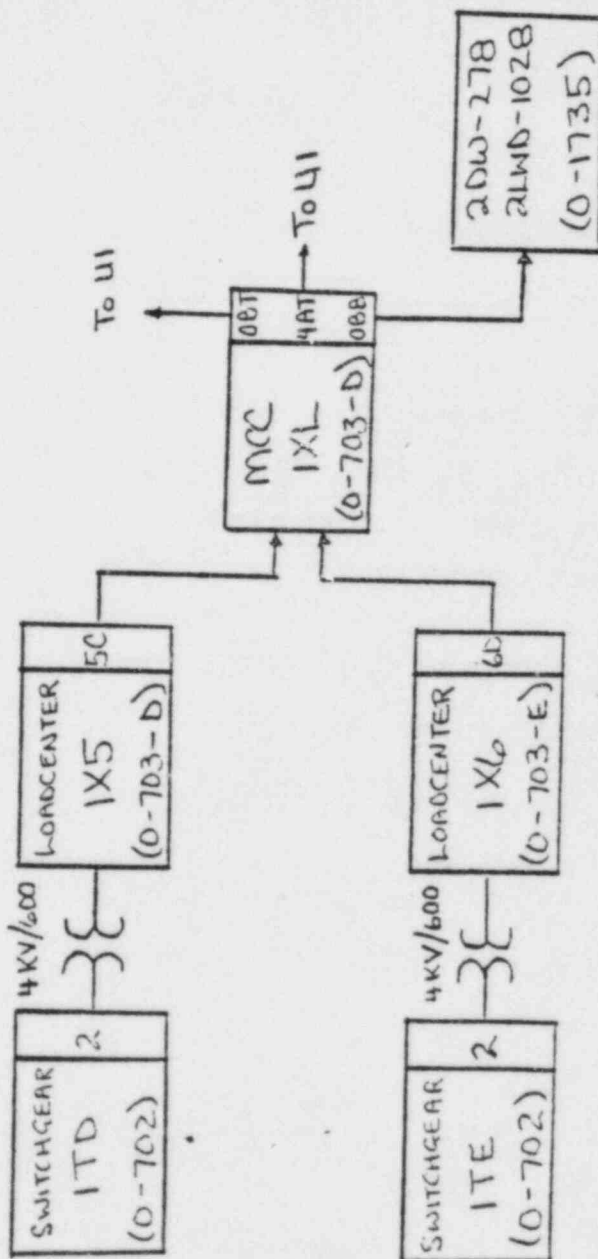 SWITCHGEAR
1TD
(0-702)
2
4KV/600
LOADCENTER
1X5
(0-703-D)
5C
SWITCHGEAR
1TE
(0-702)
2
4KV/600
LOADCENTER
1X6
(0-703-E)
6D
MCC
1XL
(0-703-D)
0BT
4AT
0BB
To U1
To U1
2DW-278
2LWD-1028
(0-1735)